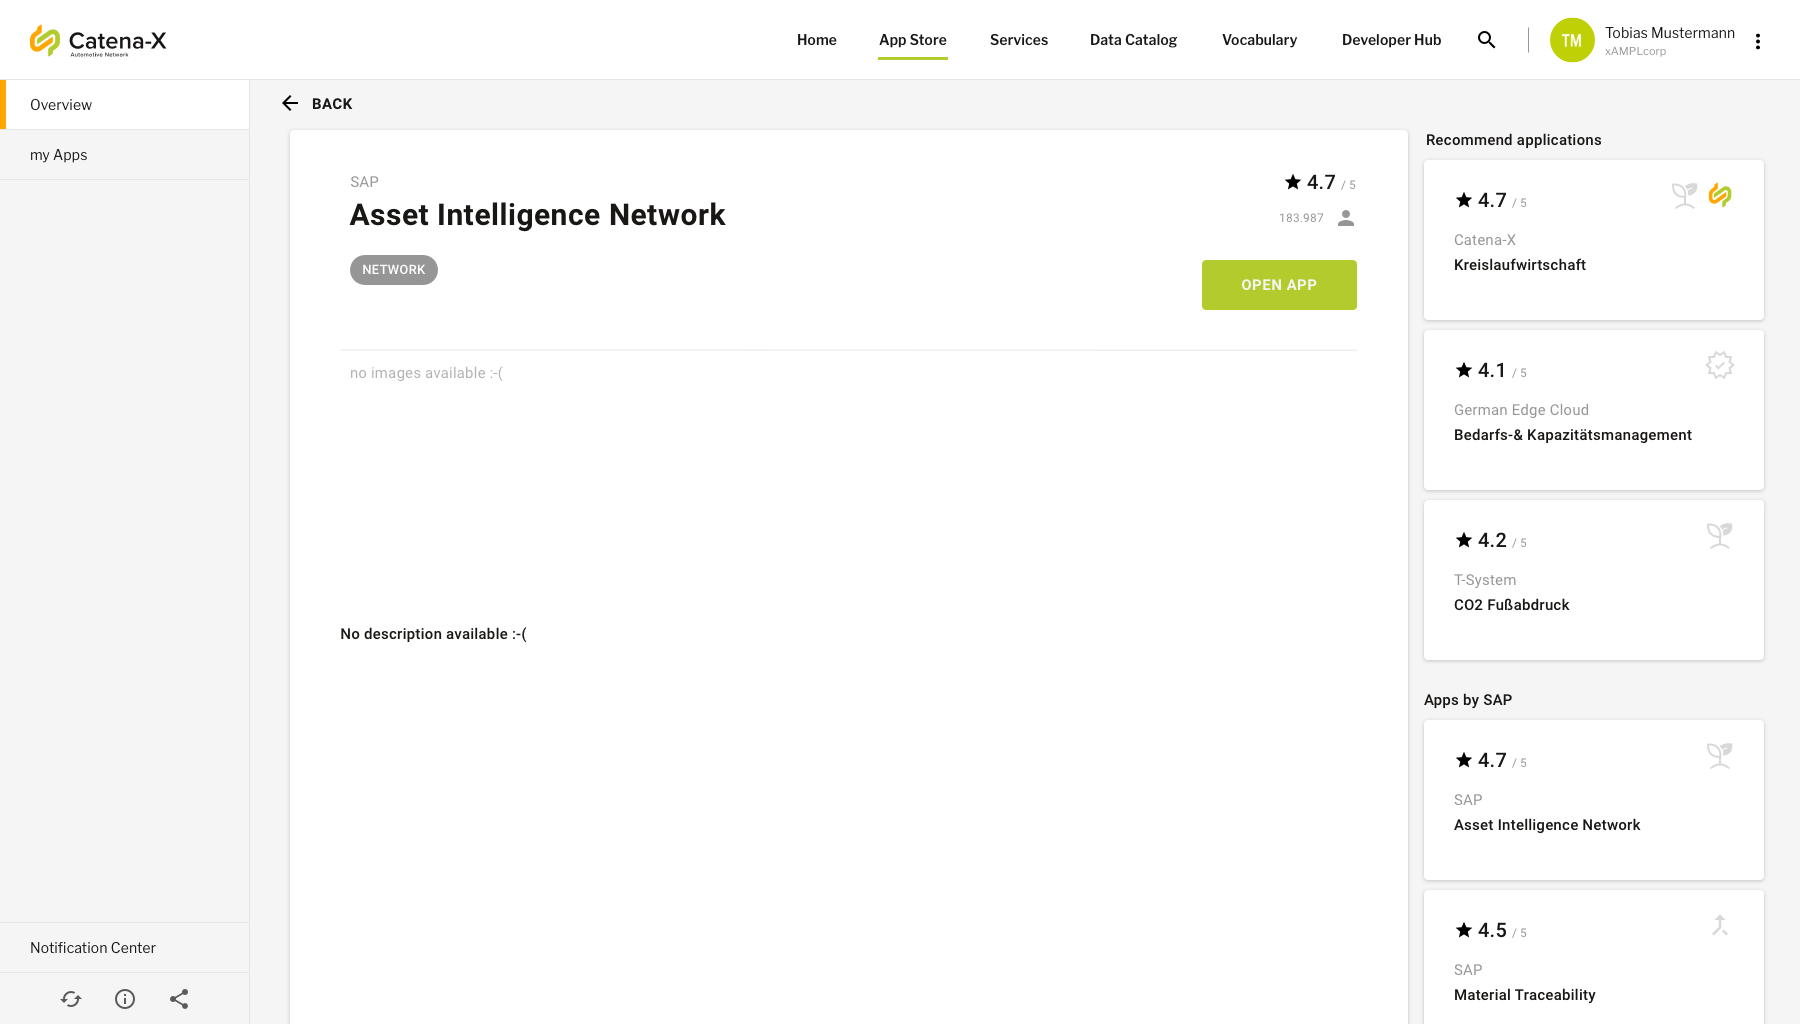 Catena-X
Automotive Network
Home
App Store
Services
Data Catalog
Vocabulary
Developer Hub
TM
Tobias Mustermann
xAMPLcorp
Overview
my Apps
Notification Center
BACK
SAP
Asset Intelligence Network
NETWORK
4.7 / 5
183.987
OPEN APP
no images available :-(
No description available :-(
Recommend applications
4.7 / 5
Catena-X
Kreislaufwirtschaft
4.1 / 5
German Edge Cloud
Bedarfs-& Kapazitätsmanagement
4.2 / 5
T-System
CO2 Fußabdruck
Apps by SAP
4.7 / 5
SAP
Asset Intelligence Network
4.5 / 5
SAP
Material Traceability